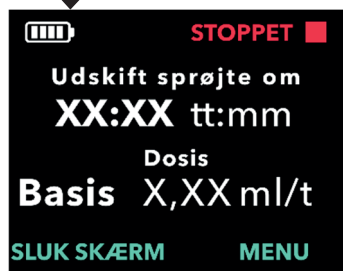 STOPPET
Udskift sprøjte om
XX:XX tt:mm
Dosis
Basis X,XX ml/t
SLUK SKÆRM MENU